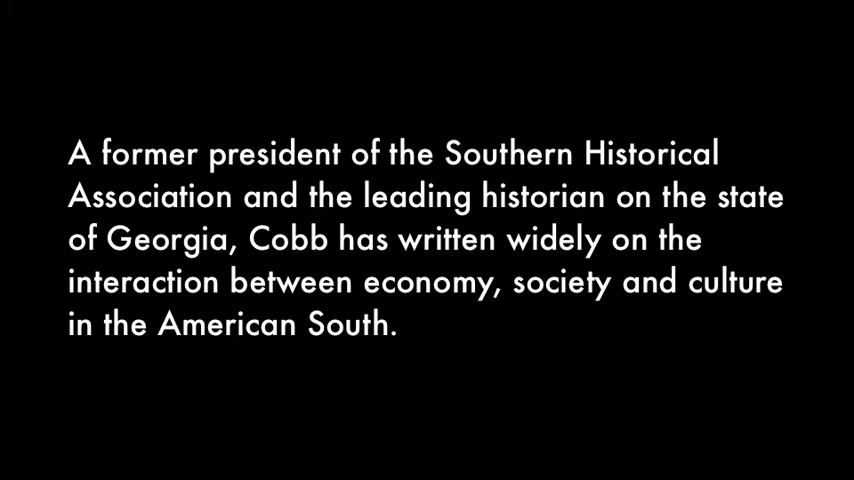 A former president of the Southern Historical
Association and the leading historian on the state
of Georgia, Cobb has written widely on the
interaction between economy, society and culture
in the American South.